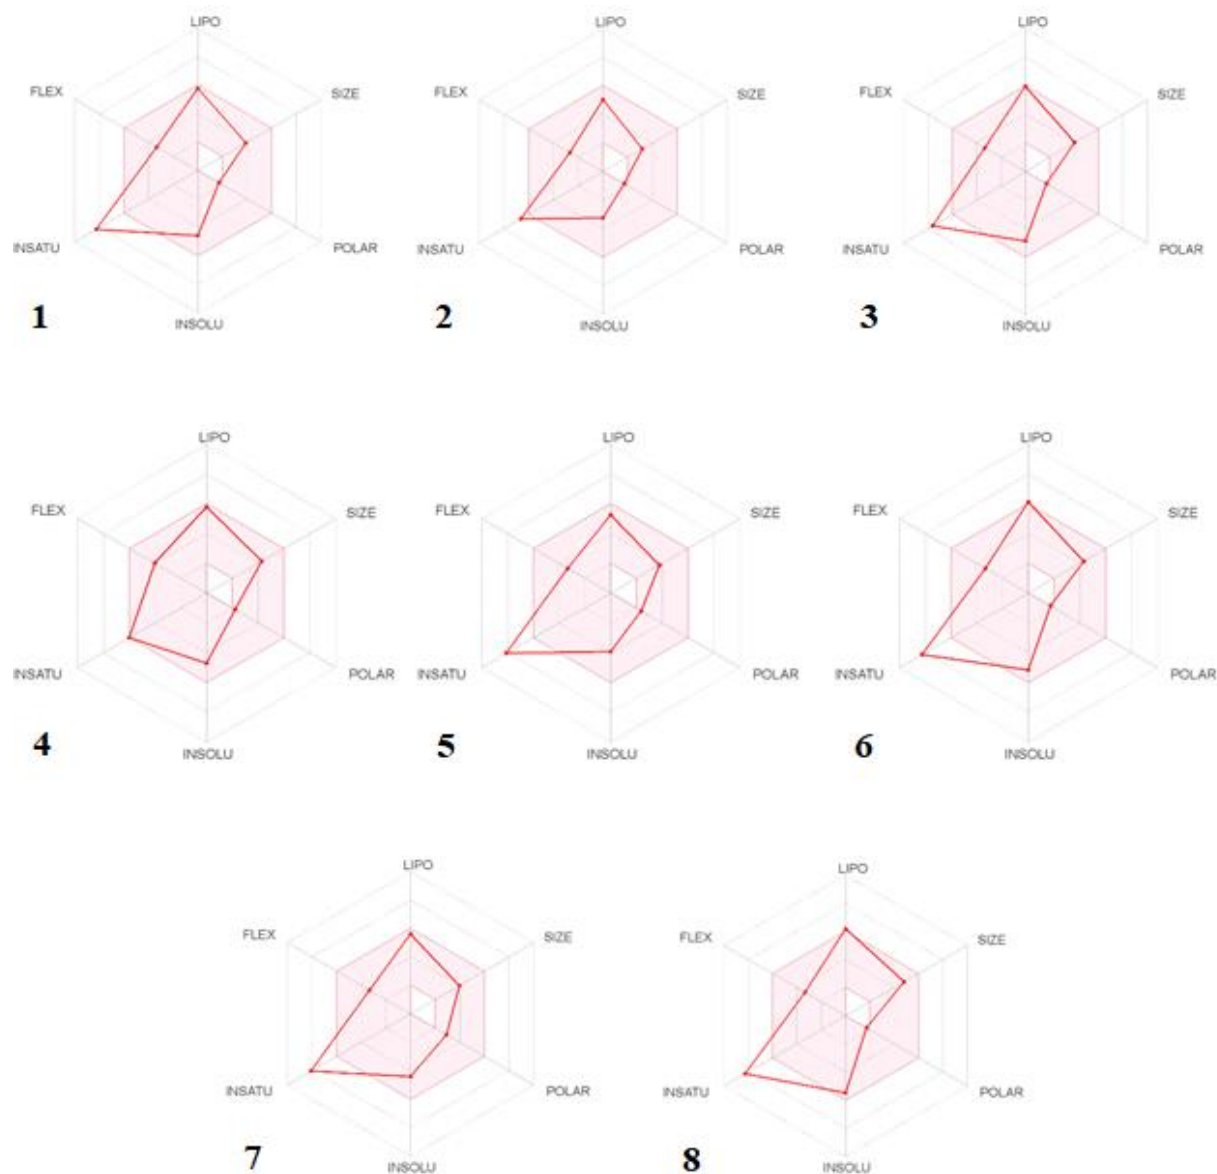 LIPO LIPO LIPO
FLEX SIZE FLEX SIZE FLEX SIZE
INSATU POLAR INSATU POLAR INSATU POLAR
1 INSOLU 2 INSOLU 3 INSOLU
LIPO LIPO LIPO
FLEX SIZE FLEX SIZE FLEX SIZE
INSATU POLAR INSATU POLAR INSATU POLAR
4 INSOLU 5 INSOLU 6 INSOLU
LIPO LIPO
FLEX SIZE FLEX SIZE
INSATU POLAR INSATU POLAR
7 INSOLU 8 INSOLU